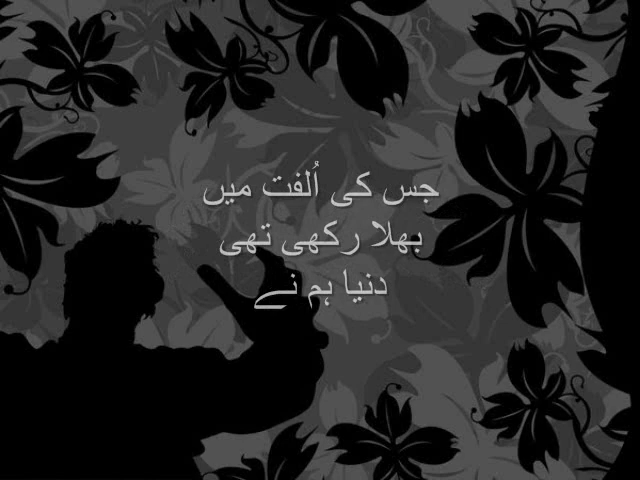 جس کی اُلفت میں
بھلا رکھی تھی
دنیا ہم نے